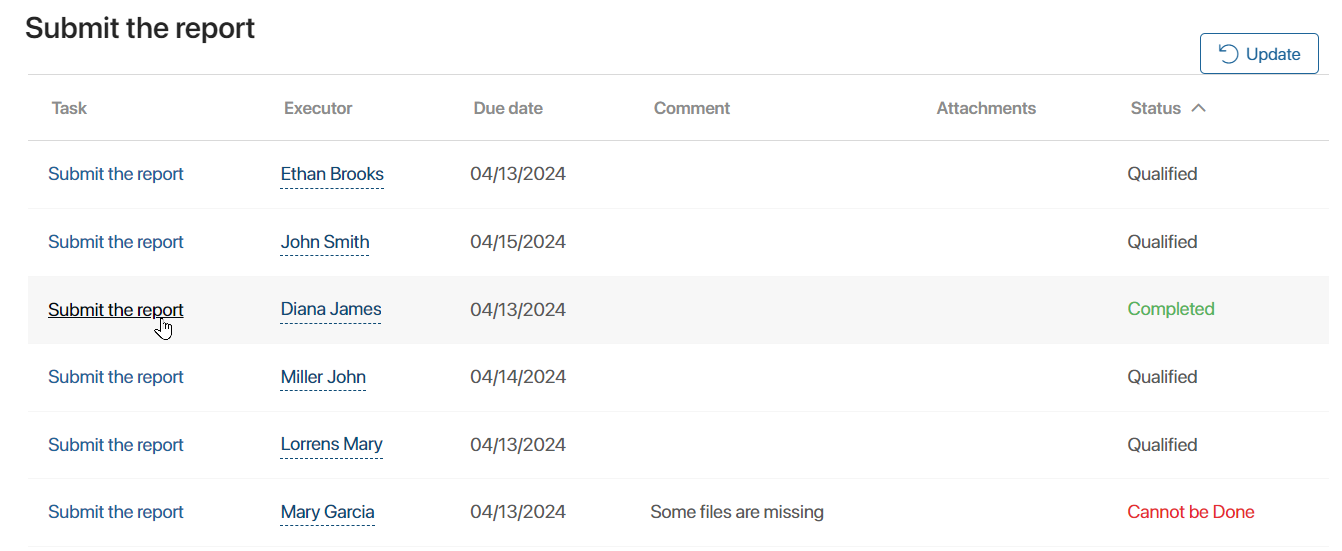 Submit the report
Update
Task Executor Due date Comment Attachments Status
Submit the report Ethan Brooks 04/13/2024 Qualified
Submit the report John Smith 04/15/2024 Qualified
Submit the report Diana James 04/13/2024 Completed
Submit the report Miller John 04/14/2024 Qualified
Submit the report Lorrens Mary 04/13/2024 Qualified
Submit the report Mary Garcia 04/13/2024 Some files are missing Cannot be Done